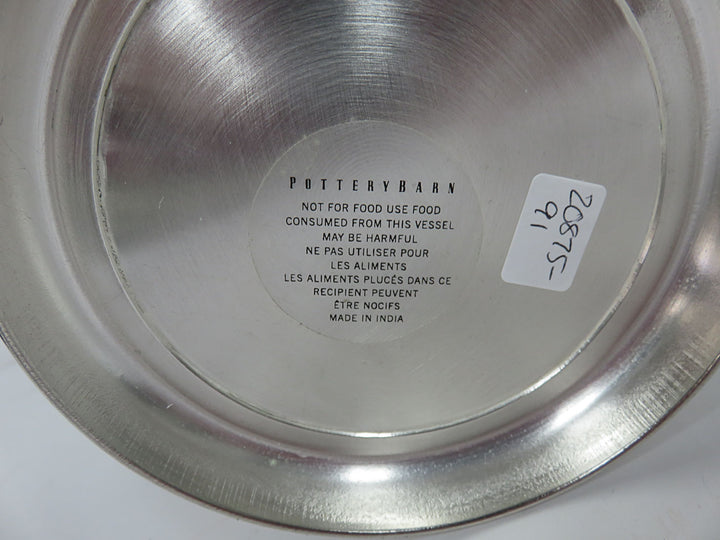 POTTERYBARN
NOT FOR FOOD USE FOOD
CONSUMED FROM THIS VESSEL
MAY BE HARMFUL
NE PAS UTILISER POUR
LES ALIMENTS
LES ALIMENTS PLUCÉS DANS CE
RECIPIENT PEUVENT
ÊTRE NOCIFS
MADE IN INDIA
20875-
91